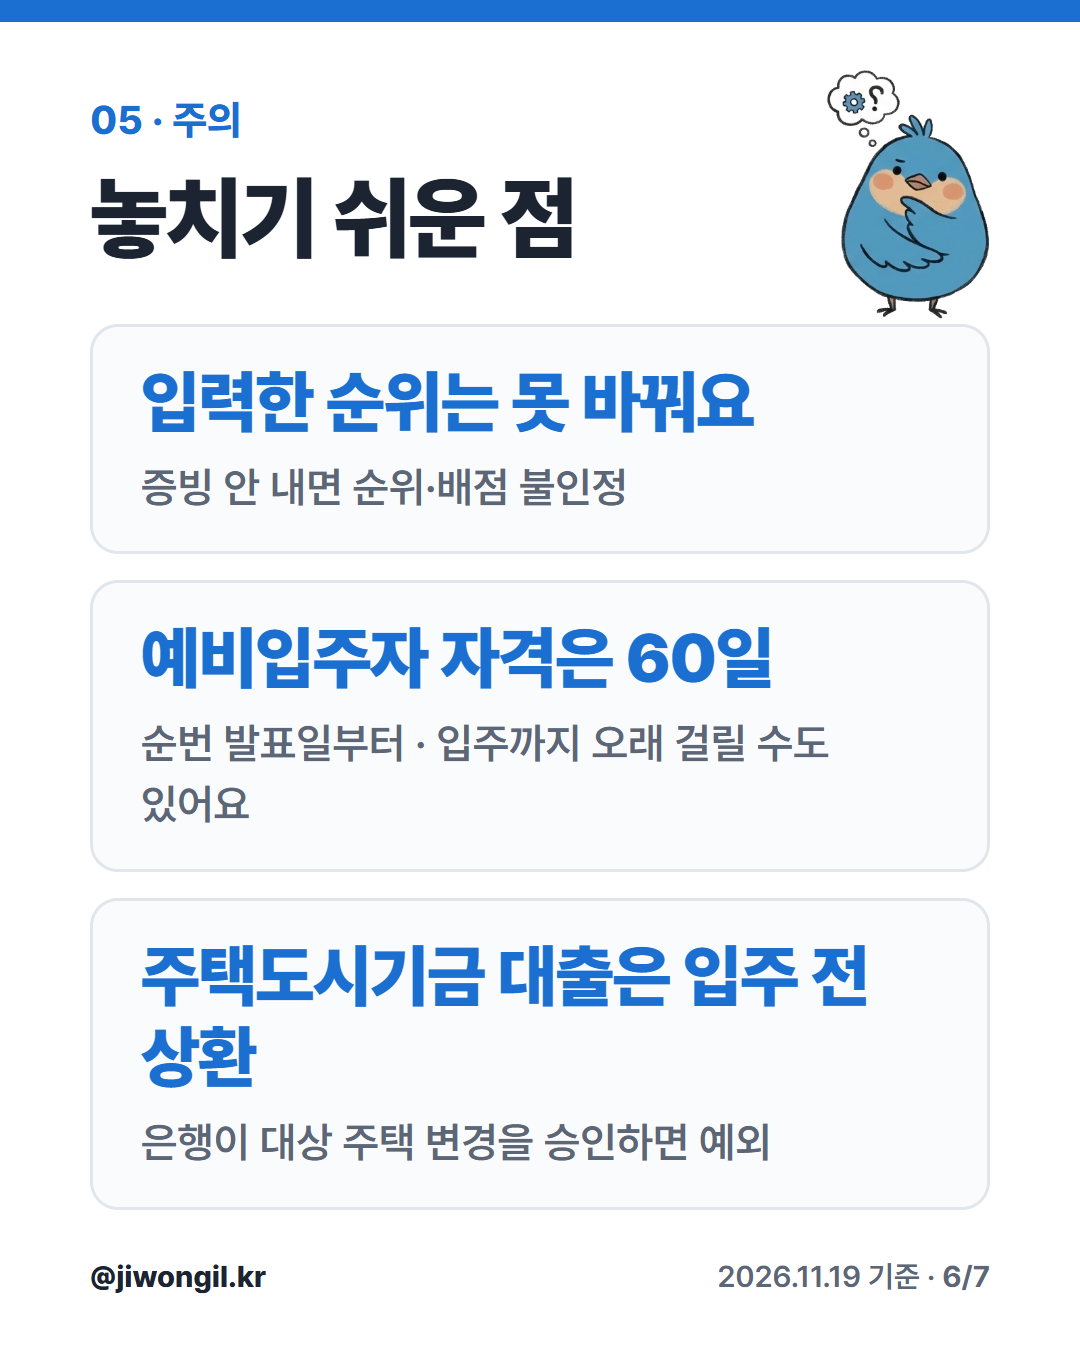 05 · 주의
놓치기 쉬운 점
입력한 순위는 못 바꿔요
증빙 안 내면 순위·배점 불인정
예비입주자 자격은 60일
순번 발표일부터 · 입주까지 오래 걸릴 수도
있어요
주택도시기금 대출은 입주 전
상환
은행이 대상 주택 변경을 승인하면 예외
@jiwongil.kr
2026.11.19 기준 · 6/7